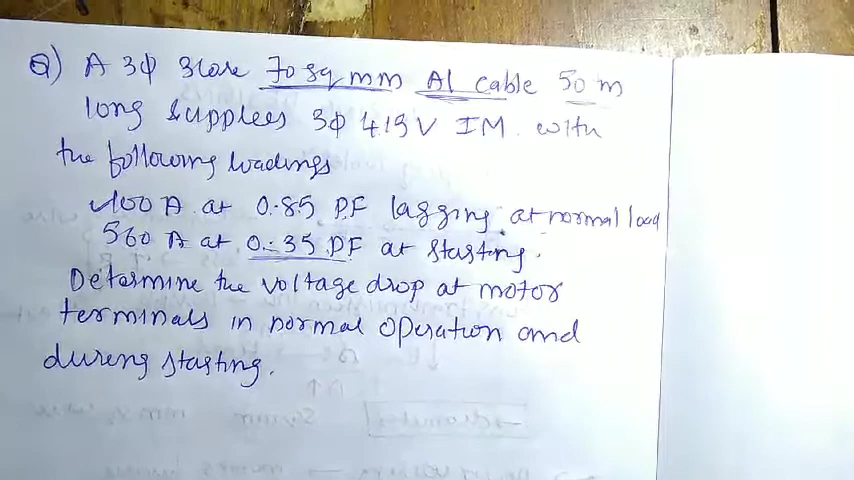 Q) A 3φ 3core 70 sq mm Al cable 50 m
long supplies 3φ 415V IM with
the following loadings
100 A at 0.85 PF lagging at normal load
560 A at 0.35 PF at starting.
Determine the voltage drop at motor
terminals in normal operation and
during starting.